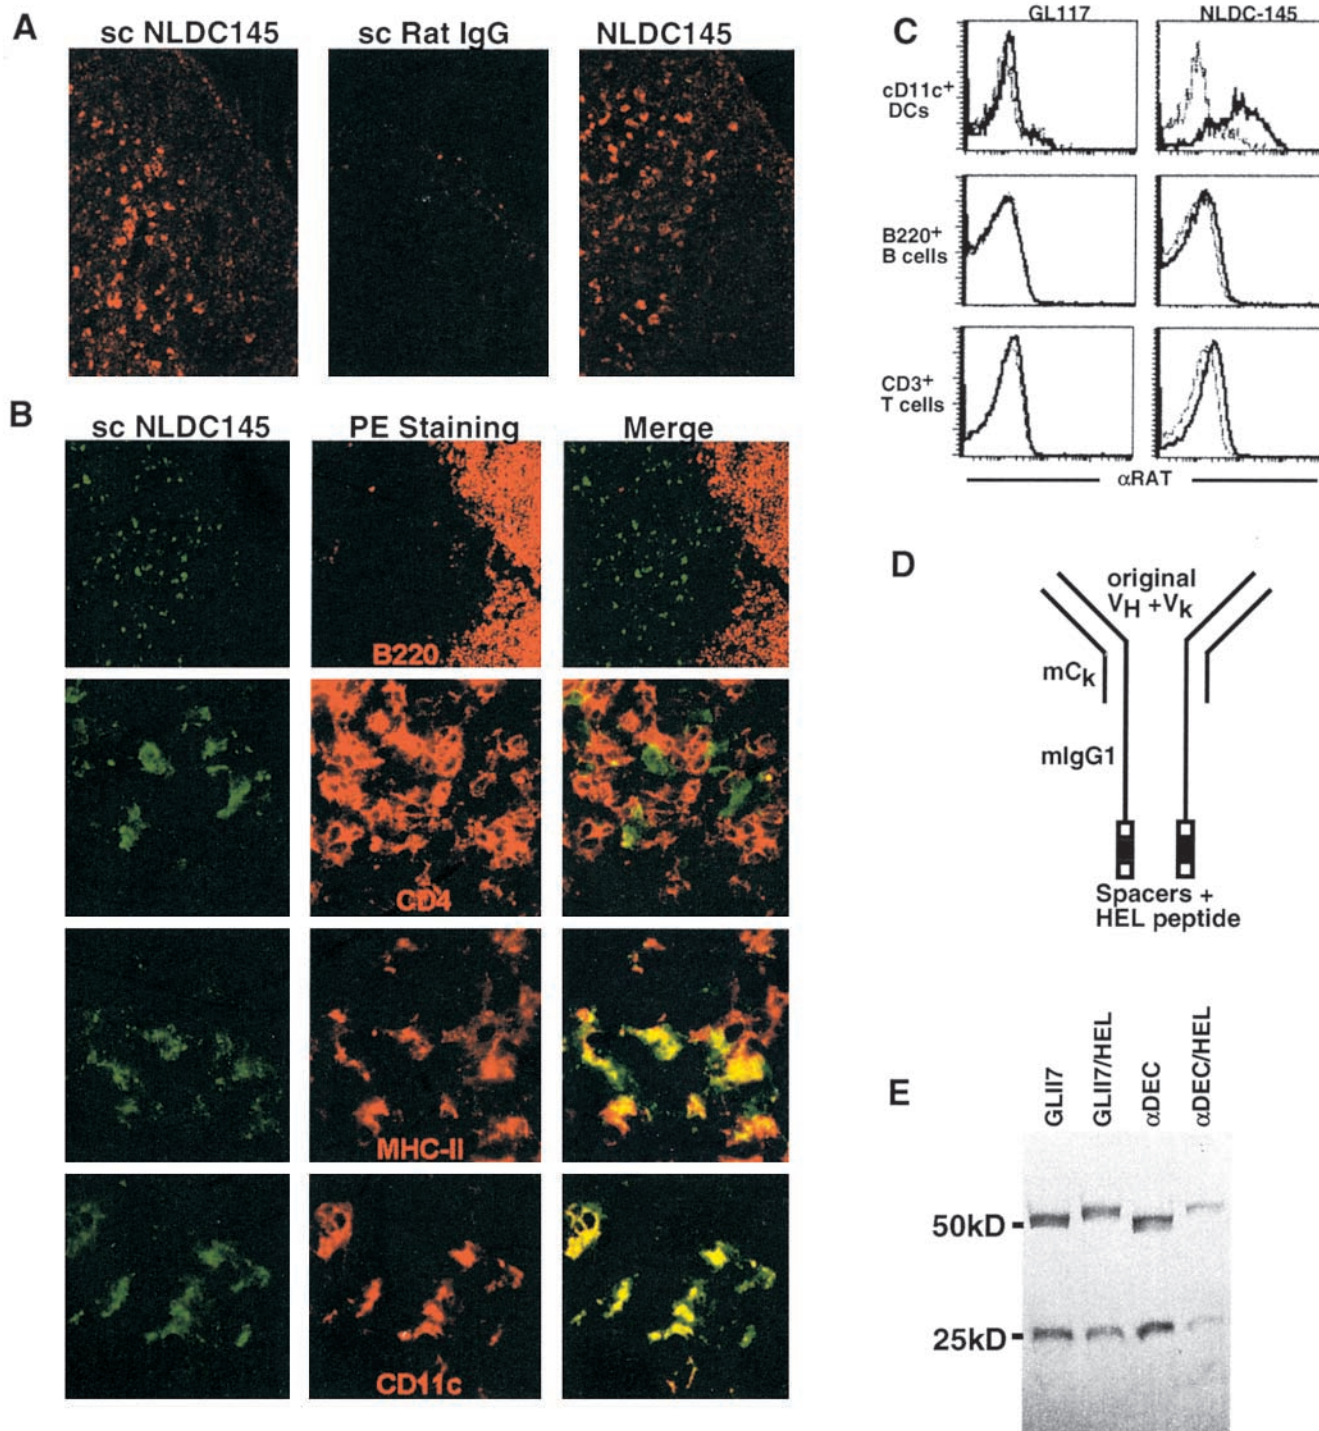 A
sc NLDC145
sc Rat IgG
NLDC145
B
sc NLDC145
PE Staining
Merge
B220
CD4
MHC-II
CD11c
C
GL117
NLDC-145
cD11c+
DCs
B220+
B cells
CD3+
T cells
αRAT
D
original
VH +Vk
mCk
mIgG1
Spacers +
HEL peptide
E
GLII7
GLII7/HEL
αDEC
αDEC/HEL
50kD
25kD